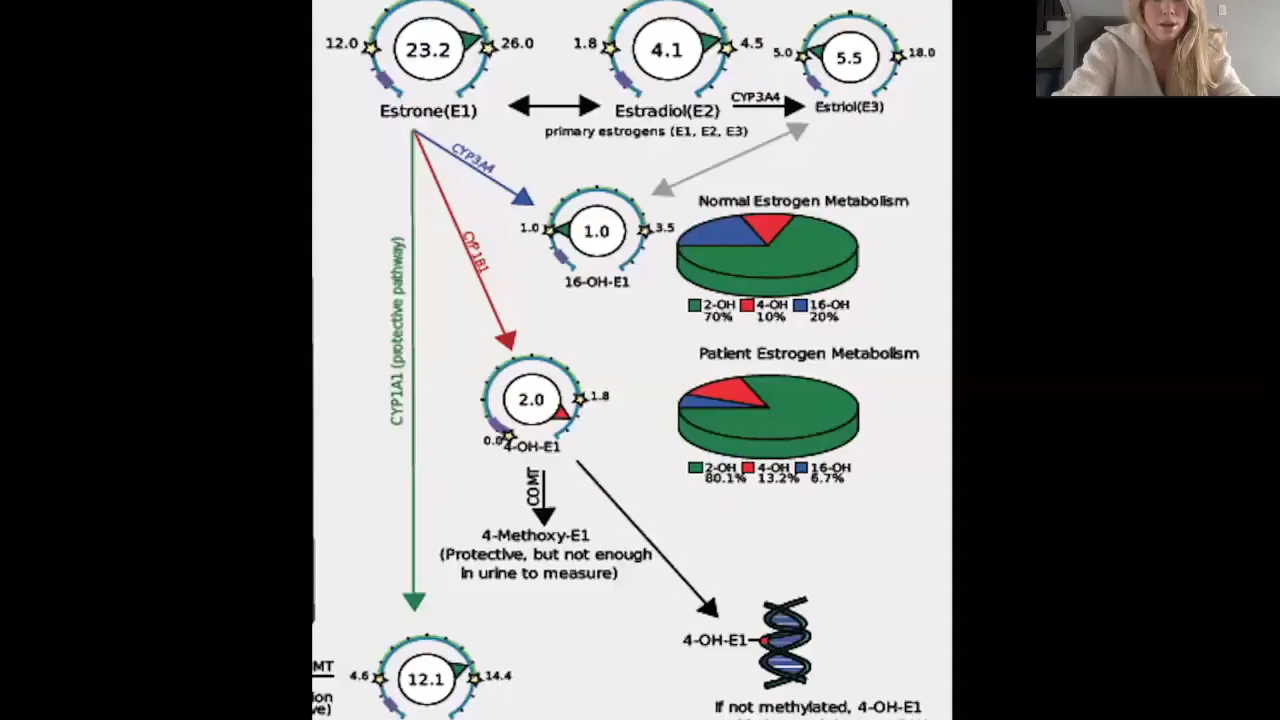 12.0 23.2 26.0
1.8 4.1 4.5
5.0 5.5 18.0
Estrone(E1)
Estradiol(E2)
CYP3A4
Estriol(E3)
primary estrogens (E1, E2, E3)
CYP3A4
CYP1B1
CYP1A1 (protective pathway)
1.0 1.0 3.5
16-OH-E1
Normal Estrogen Metabolism
2-OH 4-OH 16-OH
70% 10% 20%
Patient Estrogen Metabolism
2-OH 4-OH 16-OH
80.1% 13.2% 6.7%
2.0 1.8
0.0
4-OH-E1
COMT
4-Methoxy-E1
(Protective, but not enough
in urine to measure)
4-OH-E1
MT
4.6 12.1 14.4
If not methylated, 4-OH-E1